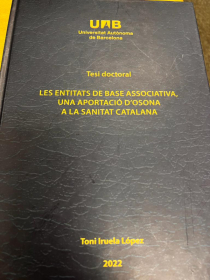 UAB
Universitat Autònoma
de Barcelona
Tesi doctoral
LES ENTITATS DE BASE ASSOCIATIVA,
UNA APORTACIÓ D'OSONA
A LA SANITAT CATALANA
Toni Iruela López
2022